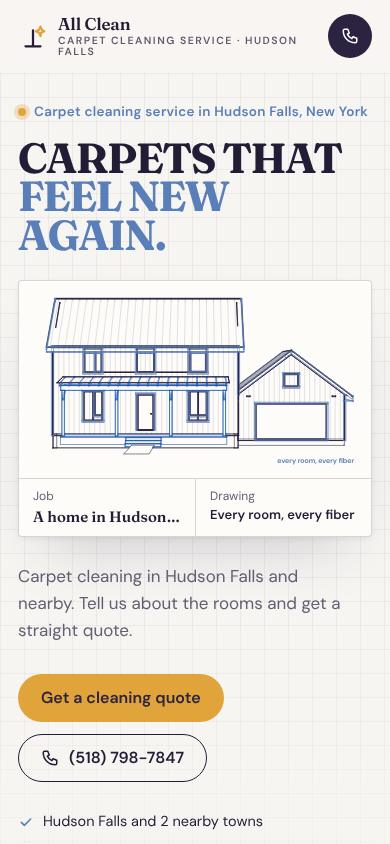 All Clean
CARPET CLEANING SERVICE · HUDSON
FALLS
Carpet cleaning service in Hudson Falls, New York
CARPETS THAT
FEEL NEW
AGAIN.
every room, every fiber
Job
A home in Hudson...
Drawing
Every room, every fiber
Carpet cleaning in Hudson Falls and
nearby. Tell us about the rooms and get a
straight quote.
Get a cleaning quote
(518) 798-7847
Hudson Falls and 2 nearby towns